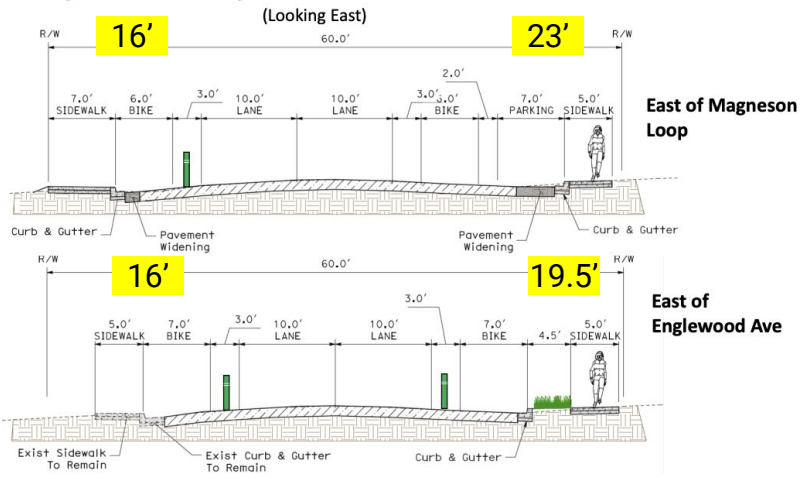 (Looking East)
R/W
16’
60.0'
23’
R/W
2.0'
7.0' SIDEWALK
6.0' BIKE
3.0'
10.0' LANE
10.0' LANE
3.0'
BIKE
7.0' PARKING
5.0' SIDEWALK
East of Magneson
Loop
Curb & Gutter
Pavement
Widening
Pavement
Widening
Curb & Gutter
R/W
16’
60.0'
19.5’
R/W
3.0'
3.0'
5.0' SIDEWALK
7.0' BIKE
10.0' LANE
10.0' LANE
7.0' BIKE
4.5'
5.0' SIDEWALK
East of
Englewood Ave
Exist Sidewalk
To Remain
Exist Curb & Gutter
To Remain
Curb & Gutter